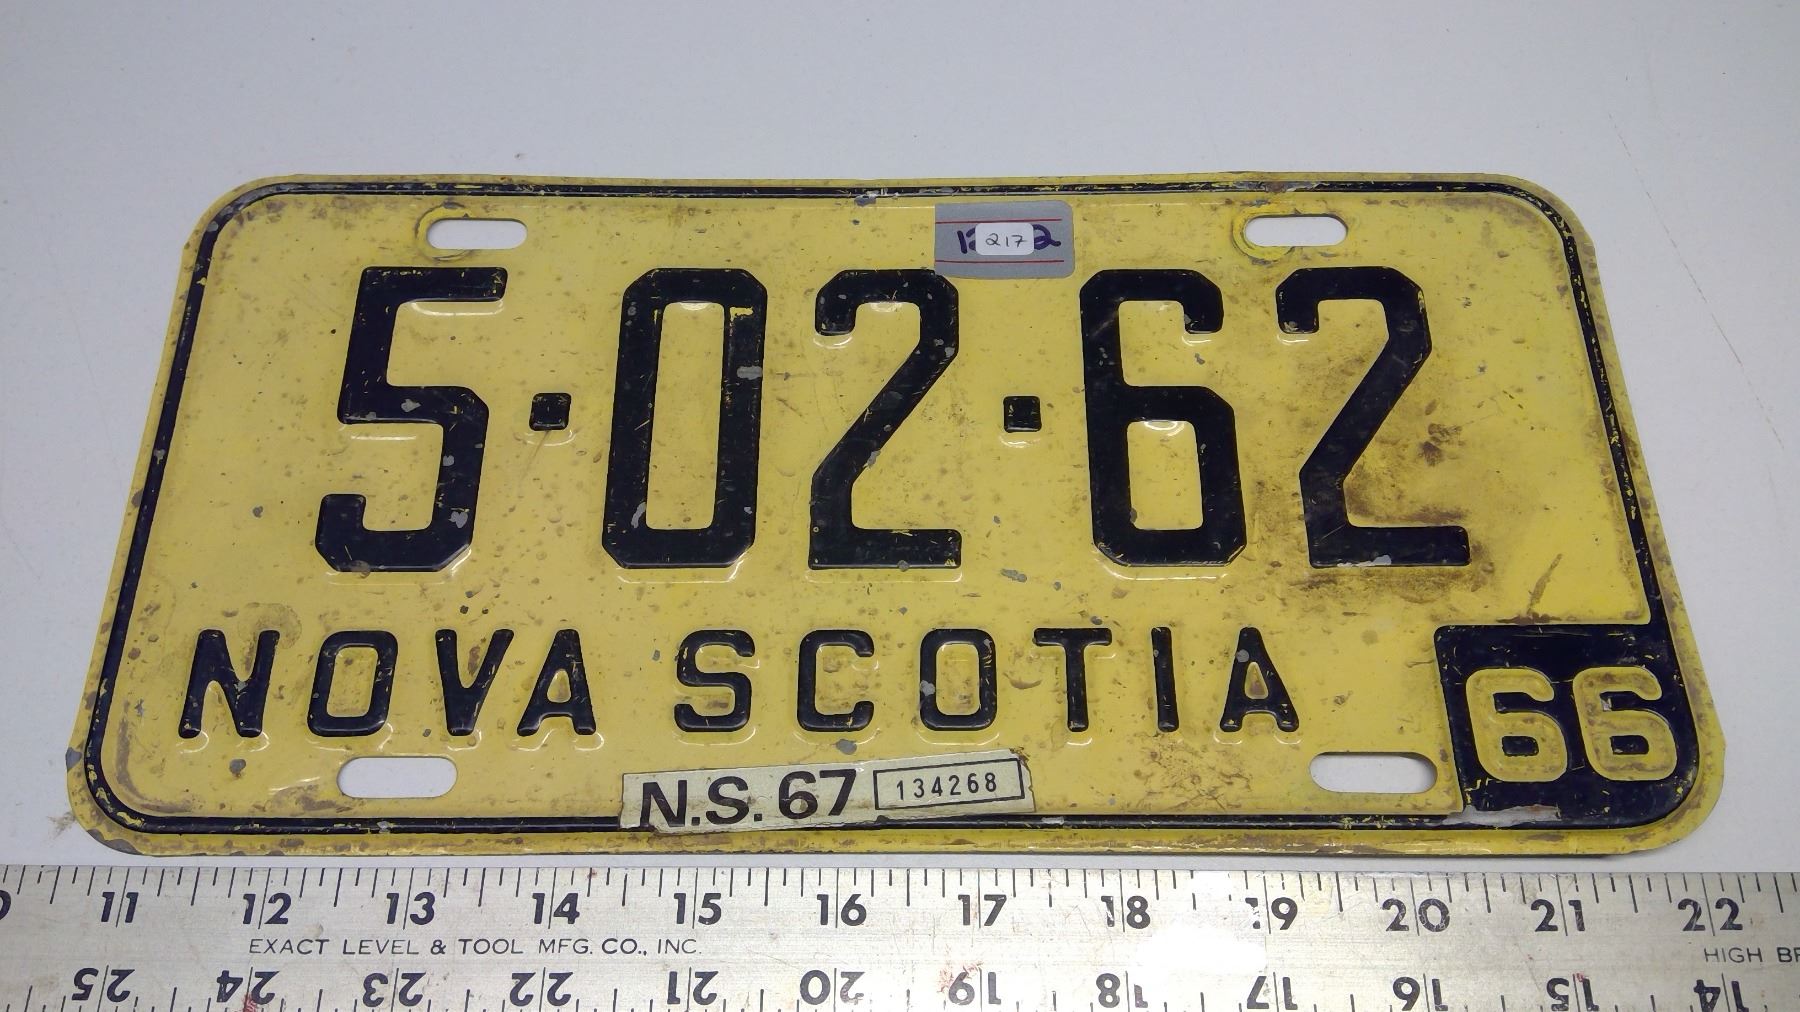 217
5·02·62
NOVA SCOTIA
66
N.S. 67 134268
11 12 13 14 15 16 17 18 19 20 21 22
EXACT LEVEL & TOOL MFG. CO., INC.
HIGH
25 24 23 22 21 20 19 18 17 16 15 14